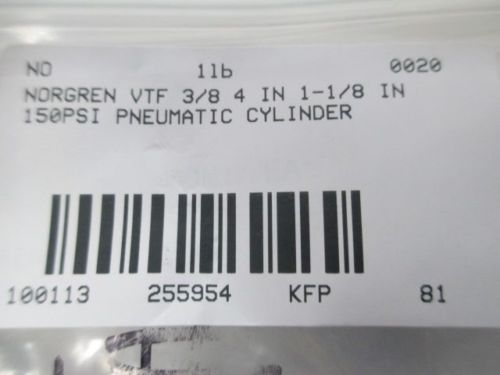 NO 1lb 0020
NORGREN VTF 3/8 4 IN 1-1/8 IN
150PSI PNEUMATIC CYLINDER
100113 255954 KFP 81